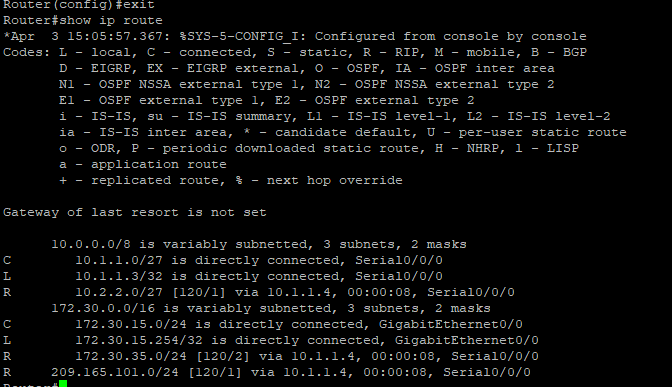 Router(config)#exit
Router#show ip route
*Apr  3 15:05:57.367: %SYS-5-CONFIG_I: Configured from console by console
Codes: L - local, C - connected, S - static, R - RIP, M - mobile, B - BGP
       D - EIGRP, EX - EIGRP external, O - OSPF, IA - OSPF inter area
       N1 - OSPF NSSA external type 1, N2 - OSPF NSSA external type 2
       E1 - OSPF external type 1, E2 - OSPF external type 2
       i - IS-IS, su - IS-IS summary, L1 - IS-IS level-1, L2 - IS-IS level-2
       ia - IS-IS inter area, * - candidate default, U - per-user static route
       o - ODR, P - periodic downloaded static route, H - NHRP, l - LISP
       a - application route
       + - replicated route, % - next hop override

Gateway of last resort is not set

      10.0.0.0/8 is variably subnetted, 3 subnets, 2 masks
C        10.1.1.0/27 is directly connected, Serial0/0/0
L        10.1.1.3/32 is directly connected, Serial0/0/0
R        10.2.2.0/27 [120/1] via 10.1.1.4, 00:00:08, Serial0/0/0
      172.30.0.0/16 is variably subnetted, 3 subnets, 2 masks
C        172.30.15.0/24 is directly connected, GigabitEthernet0/0
L        172.30.15.254/32 is directly connected, GigabitEthernet0/0
R        172.30.35.0/24 [120/2] via 10.1.1.4, 00:00:08, Serial0/0/0
R     209.165.101.0/24 [120/1] via 10.1.1.4, 00:00:08, Serial0/0/0
Router#